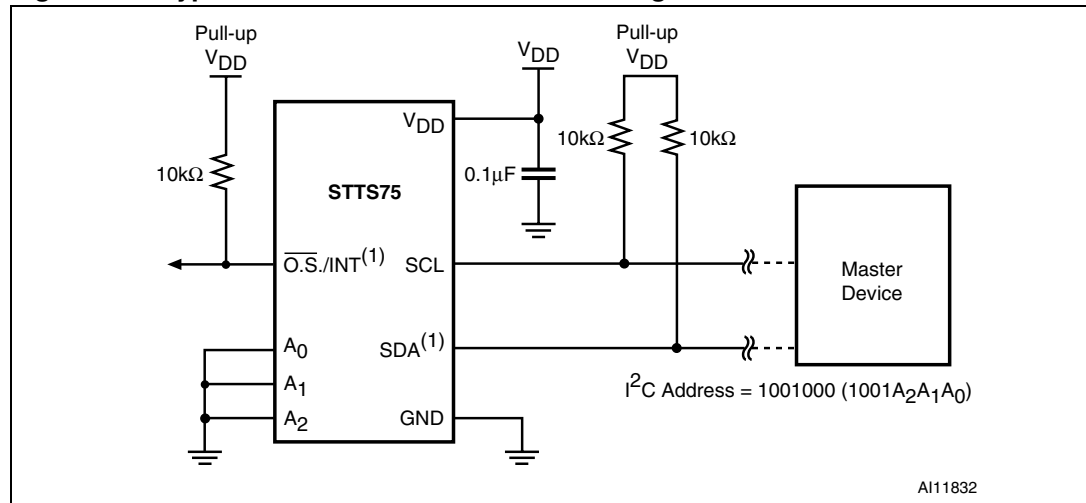 Pull-up
VDD
10kΩ
O.S./INT(1)
A0
A1
A2
STTS75
VDD
SCL
SDA(1)
GND
VDD
0.1μF
Pull-up
VDD
10kΩ
10kΩ
Master
Device
I2C Address = 1001000 (1001A2A1A0)
AI11832